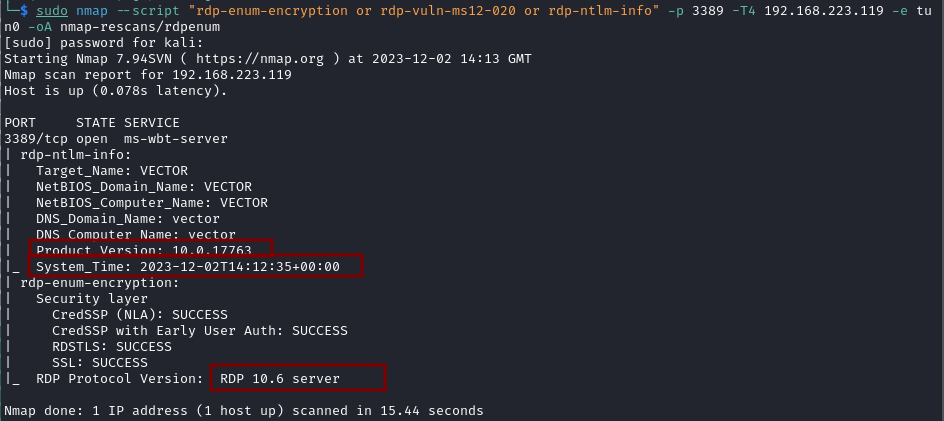 └─$ sudo nmap --script "rdp-enum-encryption or rdp-vuln-ms12-020 or rdp-ntlm-info" -p 3389 -T4 192.168.223.119 -e tu
n0 -oA nmap-rescans/rdpenum
[sudo] password for kali:
Starting Nmap 7.94SVN ( https://nmap.org ) at 2023-12-02 14:13 GMT
Nmap scan report for 192.168.223.119
Host is up (0.078s latency).

PORT     STATE SERVICE
3389/tcp open  ms-wbt-server
| rdp-ntlm-info:
|   Target_Name: VECTOR
|   NetBIOS_Domain_Name: VECTOR
|   NetBIOS_Computer_Name: VECTOR
|   DNS_Domain_Name: vector
|   DNS_Computer_Name: vector
|   Product_Version: 10.0.17763
|_  System_Time: 2023-12-02T14:12:35+00:00
| rdp-enum-encryption:
|   Security layer
|     CredSSP (NLA): SUCCESS
|     CredSSP with Early User Auth: SUCCESS
|     RDSTLS: SUCCESS
|     SSL: SUCCESS
|_  RDP Protocol Version:  RDP 10.6 server

Nmap done: 1 IP address (1 host up) scanned in 15.44 seconds